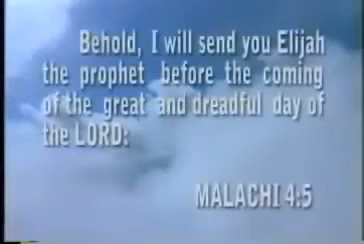 Behold, I will send you Elijah
the prophet before the coming
of the great and dreadful day of
the LORD:
MALACHI 4:5